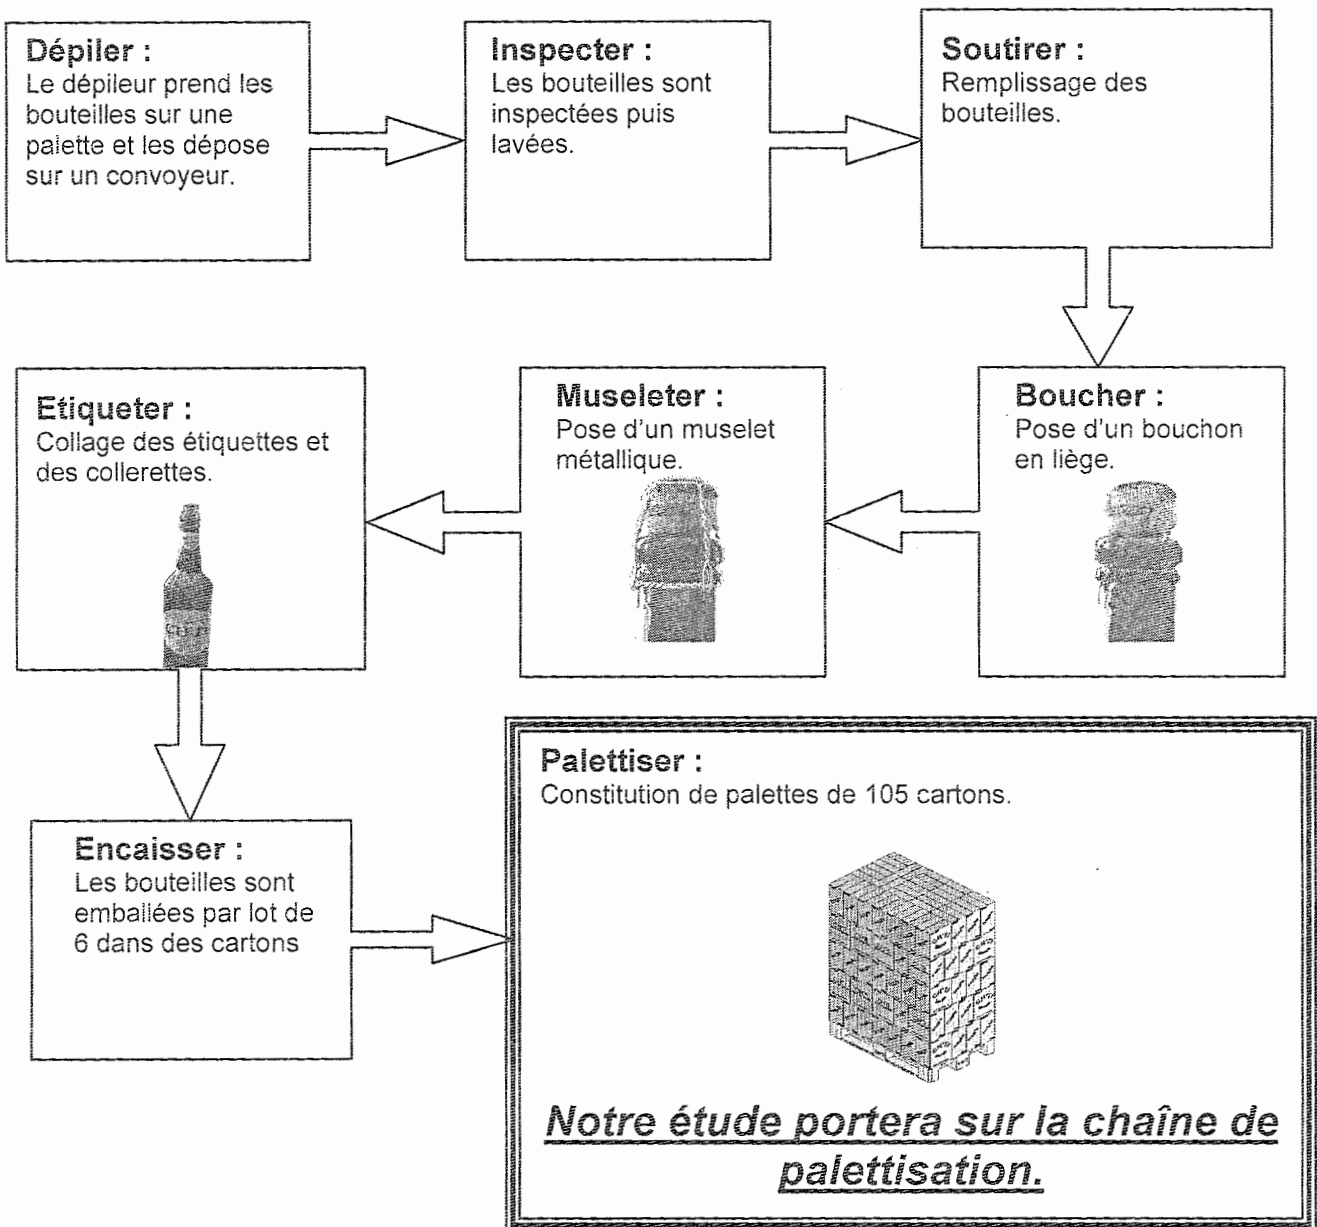 Dépiler :
Le dépileur prend les
bouteilles sur une
palette et les dépose
sur un convoyeur.
Inspecter :
Les bouteilles sont
inspectées puis
lavées.
Soutirer :
Remplissage des
bouteilles.
Boucher :
Pose d'un bouchon
en liège.
Museleter :
Pose d'un muselet
métallique.
Etiqueter :
Collage des étiquettes et
des collerettes.
Encaisser :
Les bouteilles sont
emballées par lot de
6 dans des cartons
Palettiser :
Constitution de palettes de 105 cartons.
Notre étude portera sur la chaîne de
palettisation.